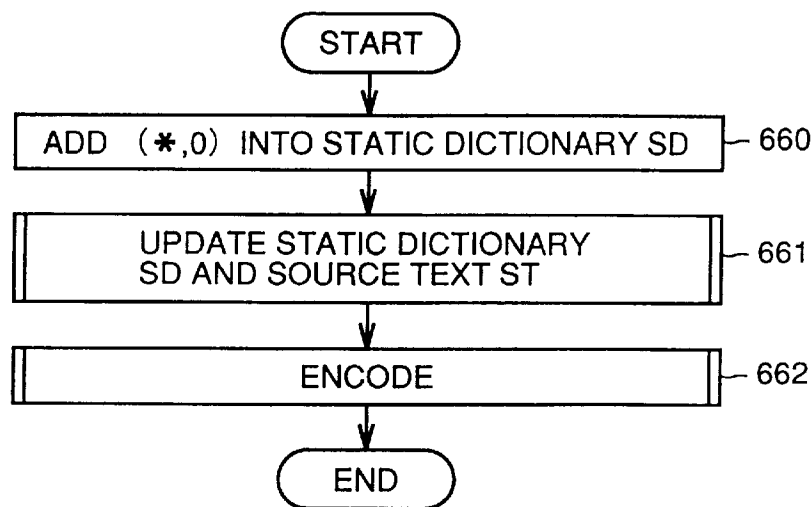 START
ADD (*,0) INTO STATIC DICTIONARY SD
660
UPDATE STATIC DICTIONARY
SD AND SOURCE TEXT ST
661
ENCODE
662
END